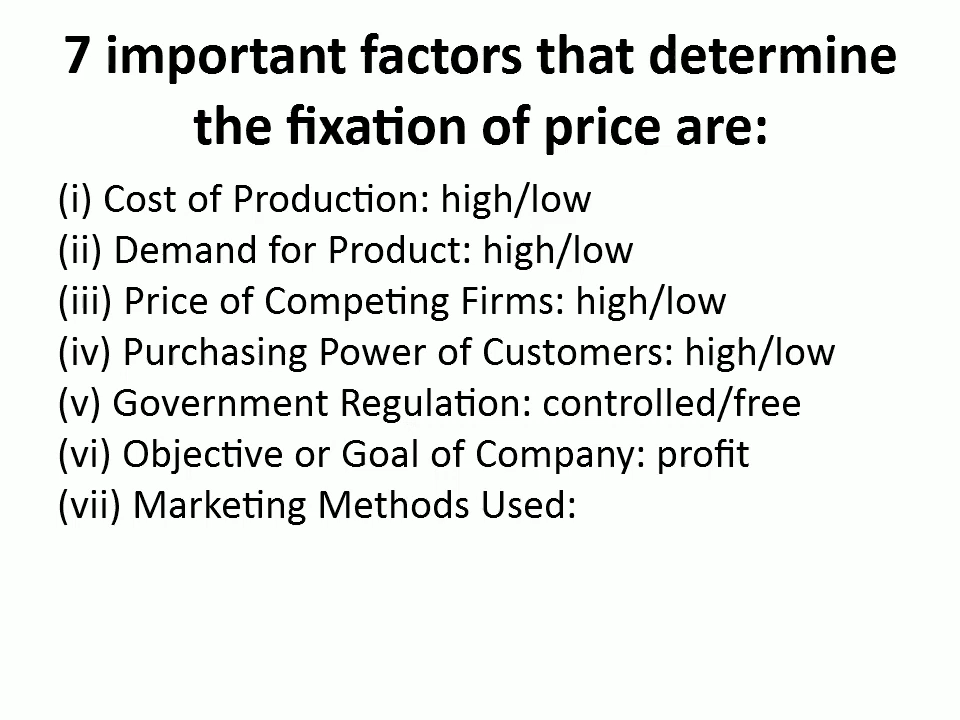 7 important factors that determine
the fixation of price are:
(i) Cost of Production: high/low
(ii) Demand for Product: high/low
(iii) Price of Competing Firms: high/low
(iv) Purchasing Power of Customers: high/low
(v) Government Regulation: controlled/free
(vi) Objective or Goal of Company: profit
(vii) Marketing Methods Used: